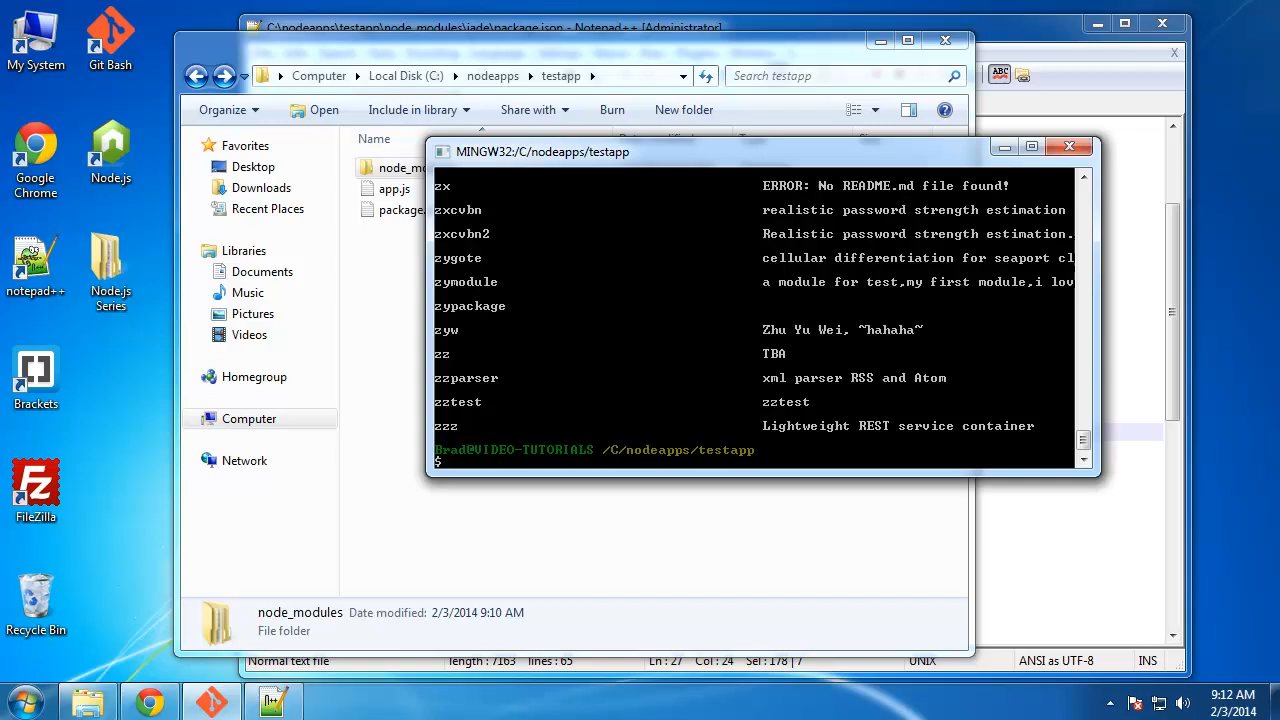 My System
Git Bash
Google
Chrome
Node.js
notepad++
Node.js
Series
Brackets
FileZilla
Recycle Bin
C:\nodeapps\testapp\node_modules\jade\package.json - Notepad++ [Administrator]
X
ABC
Computer
Local Disk (C:)
nodeapps
testapp
Search testapp
Organize
Open
Include in library
Share with
Burn
New folder
Favorites
Desktop
Downloads
Recent Places
Libraries
Documents
Music
Pictures
Videos
Homegroup
Computer
Network
Name
node_mo
app.js
package.
MINGW32:/C/nodeapps/testapp
zx ERROR: No README.md file found!
zxcvbn realistic password strength estimation
zxcvbn2 Realistic password strength estimation.
zygote cellular differentiation for seaport cl
zymodule a module for test,my first module,i lov
zypackage
zyw Zhu Yu Wei, ~hahaha~
zz TBA
zzparser xml parser RSS and Atom
zztest zztest
zzz Lightweight REST service container
Brad@VIDEO-TUTORIALS /C/nodeapps/testapp
$
node_modules Date modified: 2/3/2014 9:10 AM
File folder
Normal text file length : 7163 lines : 65 Ln : 27 Col : 24 Sel : 178 | 7 UNIX ANSI as UTF-8 INS
9:12 AM
2/3/2014